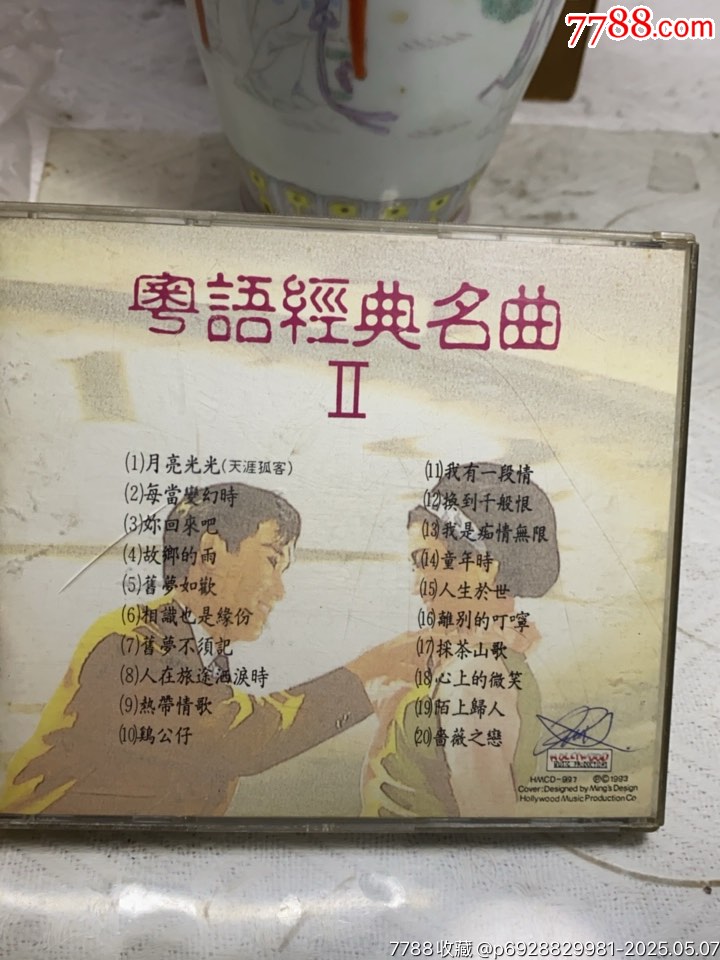 7788.com
粵語經典名曲
II
(1)月亮光光(天涯孤客)
(2)每當變幻時
(3)妳回來吧
(4)故鄉的雨
(5)舊夢如歡
(6)相識也是緣份
(7)舊夢不須記
(8)人在旅途洒淚時
(9)熱帶情歌
(10)鷄公仔
(11)我有一段情
(12)換到千般恨
(13)我是痴情無限
(14)童年時
(15)人生於世
(16)離別的叮嚀
(17)採茶山歌
(18)心上的微笑
(19)陌上歸人
(20)薔薇之戀
HOLLYWOOD
MUSIC PRODUCTIONS
HMCD-997 ℗©1993
Cover: Designed by Ming's Design
Hollywood Music Production Co
7788收藏 @p6928829981-2025.05.07